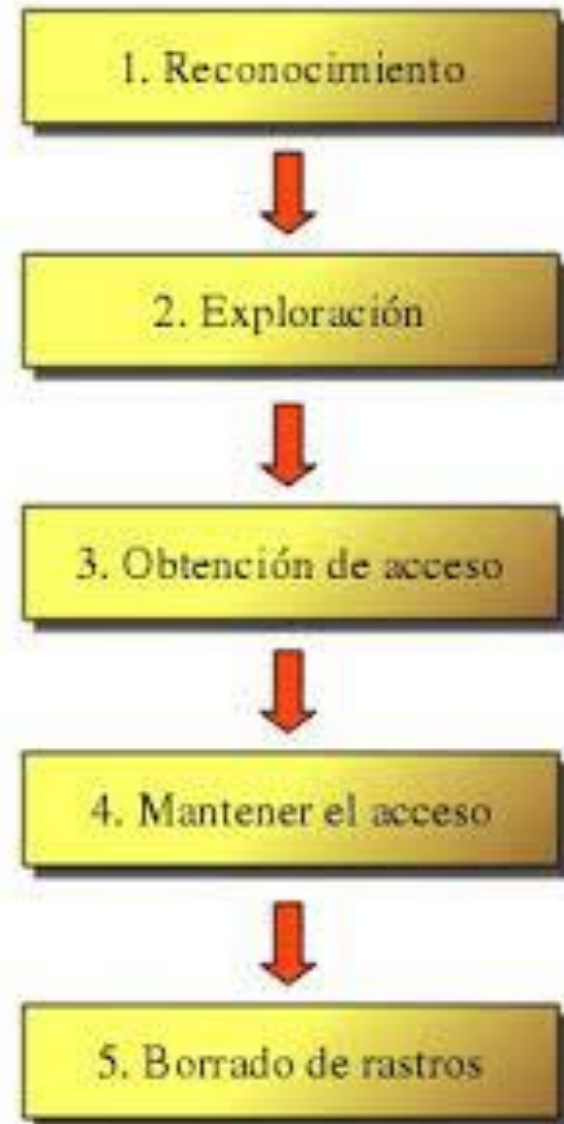 1. Reconocimiento
2. Exploración
3. Obtención de acceso
4. Mantener el acceso
5. Borrado de rastros